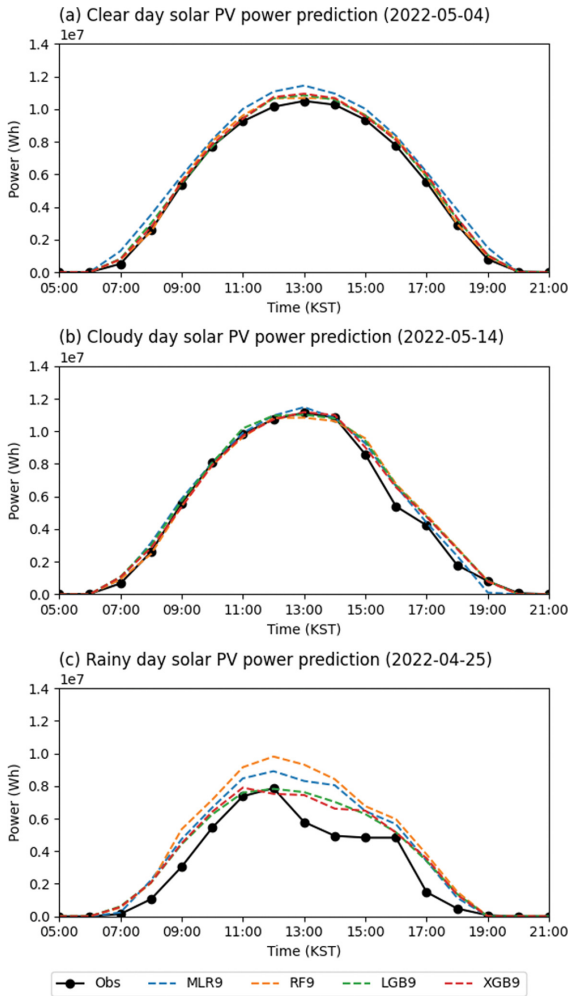 (a) Clear day solar PV power prediction (2022-05-04)
1e7
1.4
1.2
1.0
0.8
0.6
0.4
0.2
0.0
Power (Wh)
05:00 07:00 09:00 11:00 13:00 15:00 17:00 19:00 21:00
Time (KST)
(b) Cloudy day solar PV power prediction (2022-05-14)
1e7
1.4
1.2
1.0
0.8
0.6
0.4
0.2
0.0
Power (Wh)
05:00 07:00 09:00 11:00 13:00 15:00 17:00 19:00 21:00
Time (KST)
(c) Rainy day solar PV power prediction (2022-04-25)
1e7
1.4
1.2
1.0
0.8
0.6
0.4
0.2
0.0
Power (Wh)
05:00 07:00 09:00 11:00 13:00 15:00 17:00 19:00 21:00
Time (KST)
Obs MLR9 RF9 LGB9 XGB9